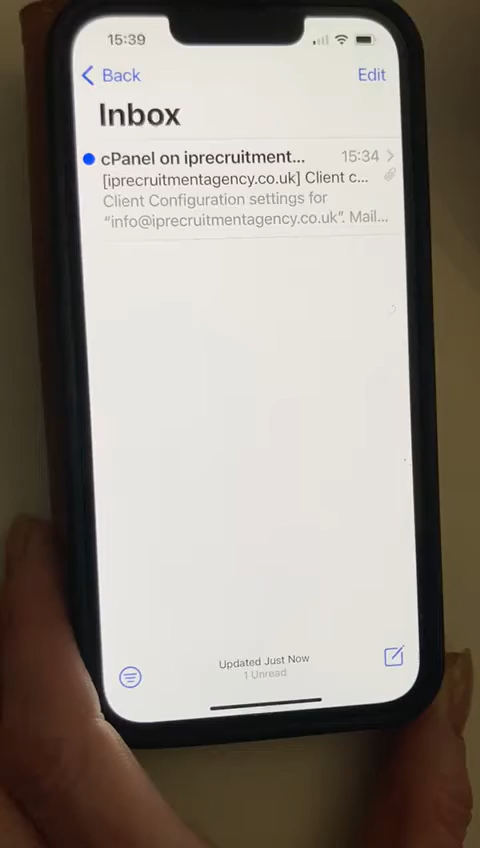 15:39
Back
Edit
Inbox
cPanel on iprecruitment... 15:34
[iprecruitmentagency.co.uk] Client c...
Client Configuration settings for
“info@iprecruitmentagency.co.uk”. Mail...
Updated Just Now
1 Unread